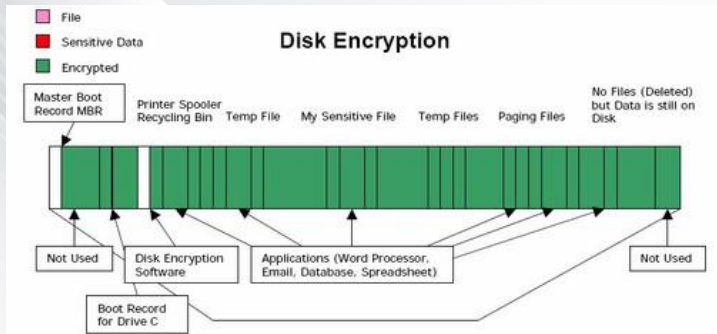 File
Sensitive Data
Encrypted
Disk Encryption
Master Boot
Record MBR
Printer Spooler
Recycling Bin
Temp File
My Sensitive File
Temp Files
Paging Files
No Files (Deleted)
but Data is still on
Disk
Not Used
Disk Encryption
Software
Applications (Word Processor,
Email, Database, Spreadsheet)
Not Used
Boot Record
for Drive C